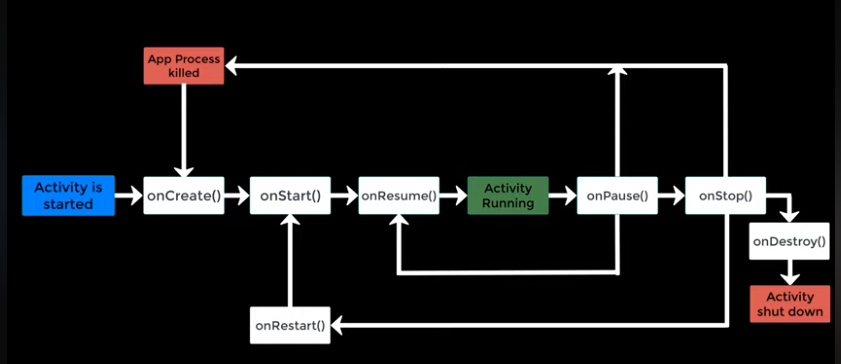 App Process
killed
Activity is
started
onCreate()
onStart()
onResume()
Activity
Running
onPause()
onStop()
onDestroy()
Activity
shut down
onRestart()